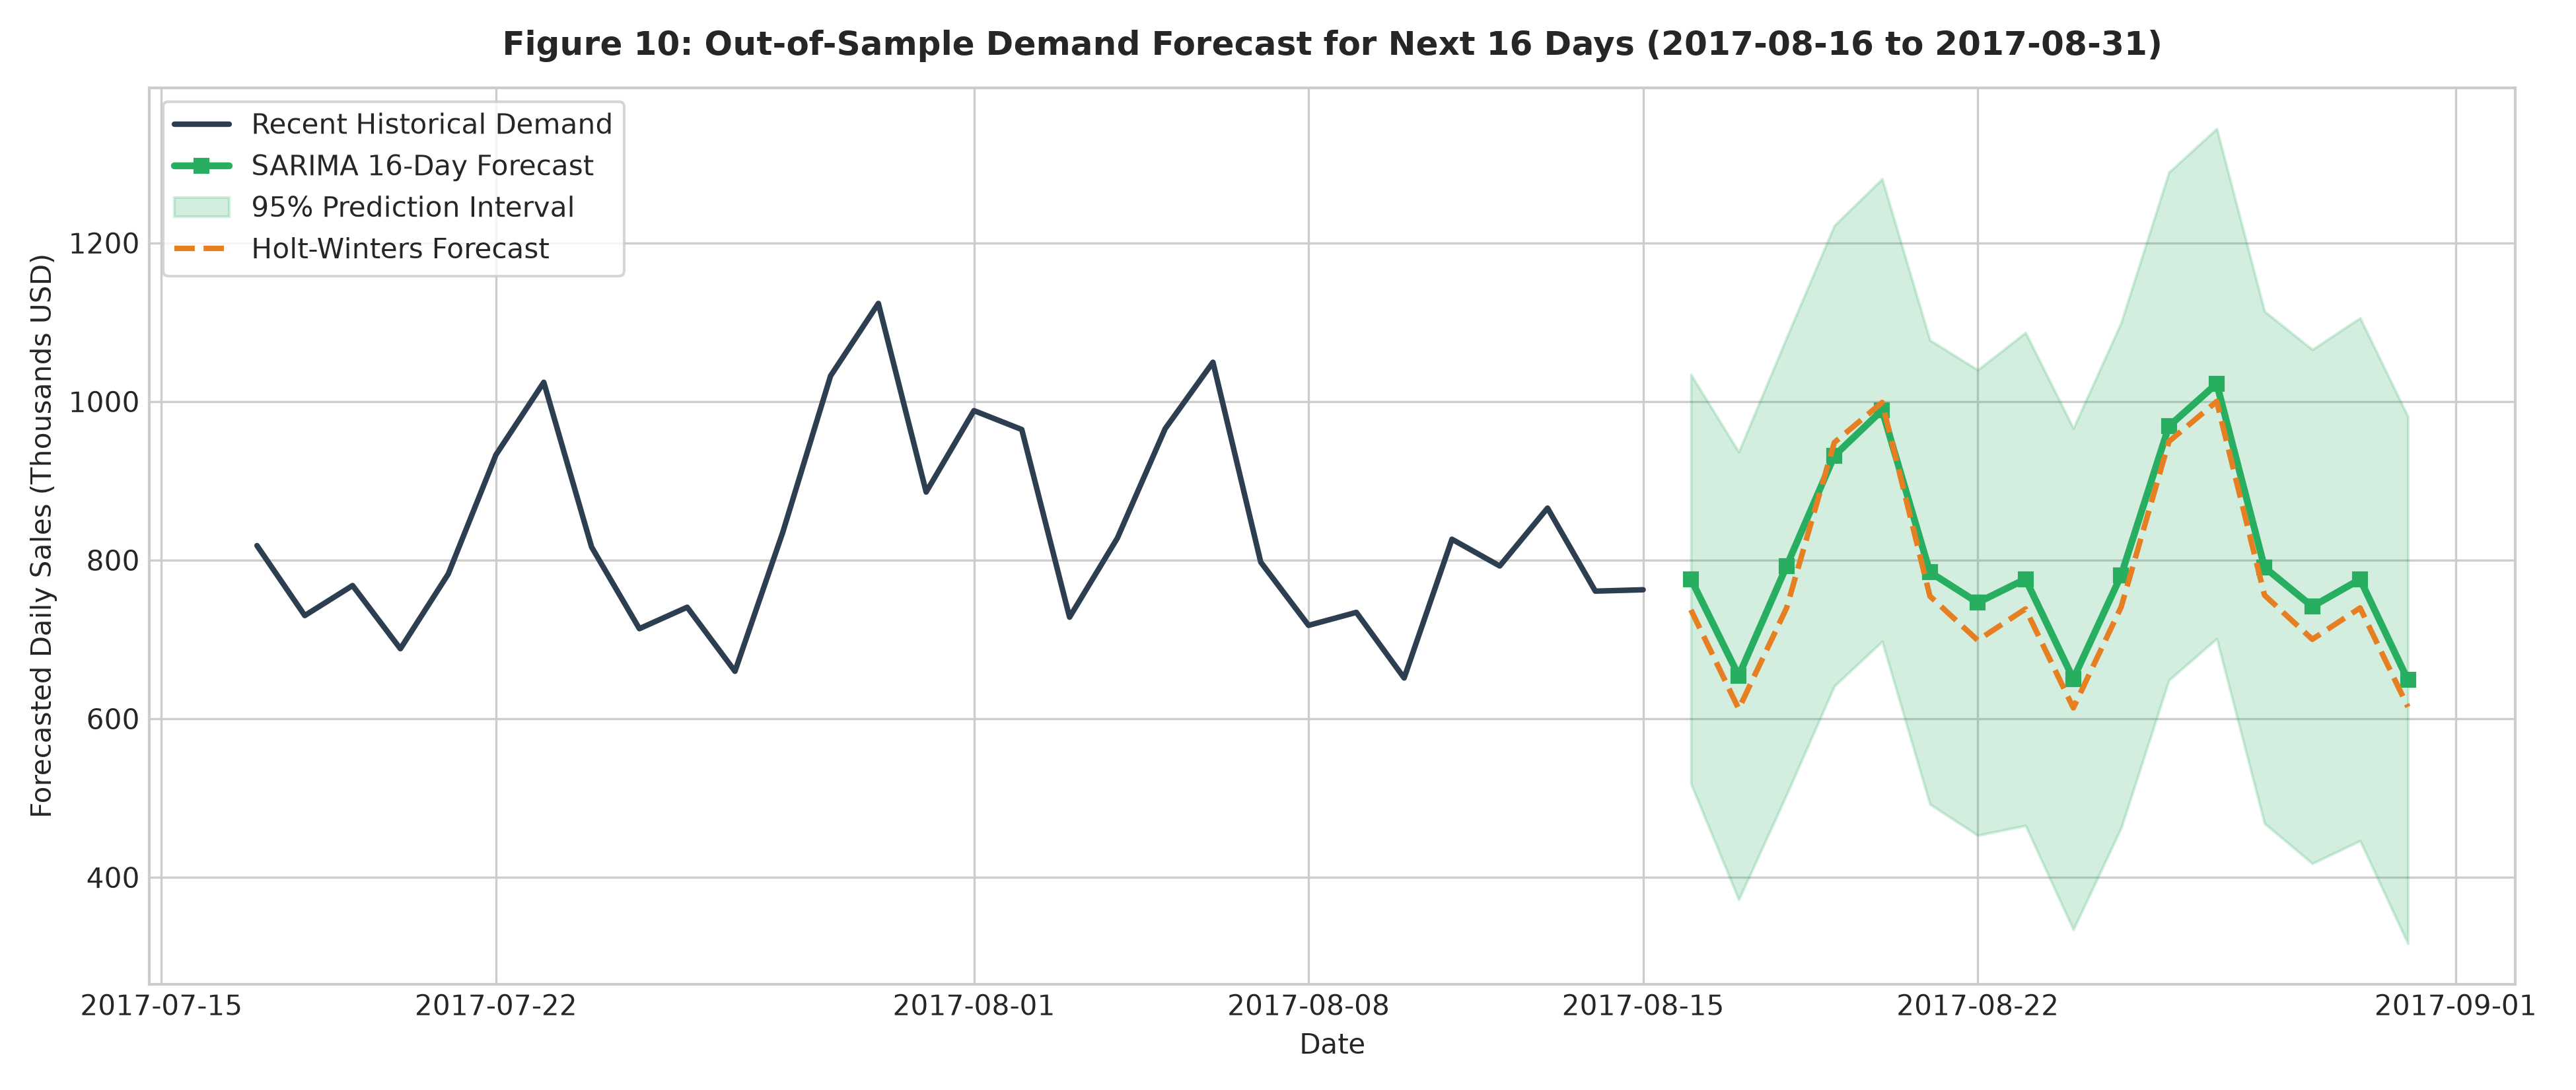 Figure 10: Out-of-Sample Demand Forecast for Next 16 Days (2017-08-16 to 2017-08-31)
Recent Historical Demand
SARIMA 16-Day Forecast
95% Prediction Interval
Holt-Winters Forecast
Forecasted Daily Sales (Thousands USD)
1200
1000
800
600
400
2017-07-15
2017-07-22
2017-08-01
2017-08-08
2017-08-15
2017-08-22
2017-09-01
Date